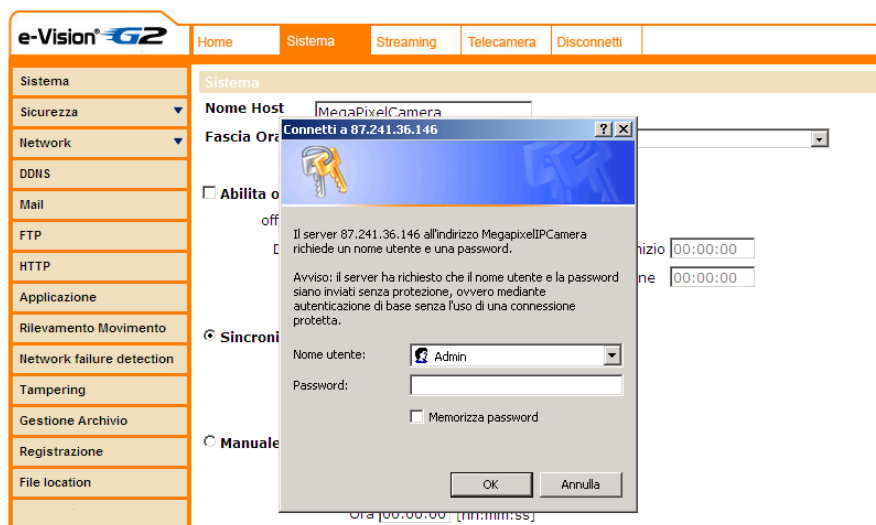 e-Vision® G2
Home Sistema Streaming Telecamera Disconnetti
Sistema
Sicurezza
Network
DDNS
Mail
FTP
HTTP
Applicazione
Rilevamento Movimento
Network failure detection
Tampering
Gestione Archivio
Registrazione
File location
Sistema
Nome Host MegaPixelCamera
Fascia Ora
Abilita o
off
nizio 00:00:00
ne 00:00:00
Sincroni
Manuale
Ora 00:00:00 [hh:mm:ss]
Connetti a 87.241.36.146
Il server 87.241.36.146 all'indirizzo MegapixelIPCamera
richiede un nome utente e una password.
Avviso: il server ha richiesto che il nome utente e la password
siano inviati senza protezione, ovvero mediante
autenticazione di base senza l'uso di una connessione
protetta.
Nome utente: Admin
Password:
Memorizza password
OK Annulla